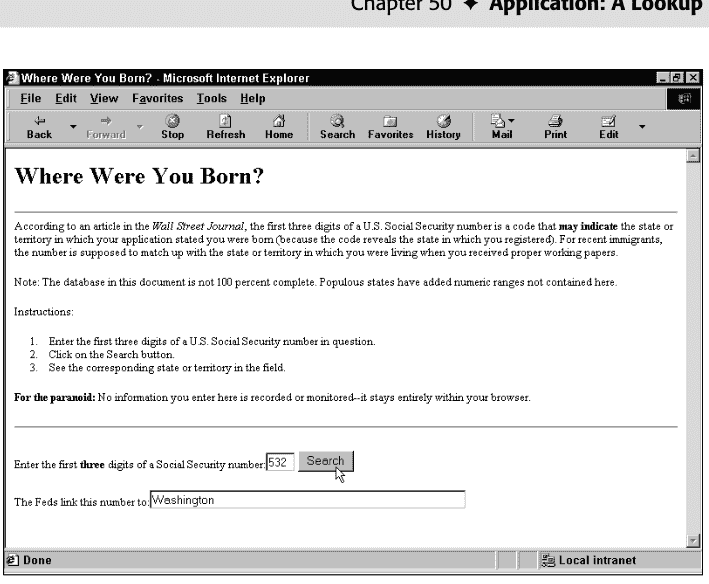 Chapter 50 ✦ Application: A Lookup
Where Were You Born? - Microsoft Internet Explorer
File Edit View Favorites Tools Help
Back Forward Stop Refresh Home Search Favorites History Mail Print Edit
Where Were You Born?
According to an article in the Wall Street Journal, the first three digits of a U.S. Social Security number is a code that may indicate the state or
territory in which your application stated you were born (because the code reveals the state in which you registered). For recent immigrants,
the number is supposed to match up with the state or territory in which you were living when you received proper working papers.
Note: The database in this document is not 100 percent complete. Populous states have added numeric ranges not contained here.
Instructions:
1. Enter the first three digits of a U.S. Social Security number in question.
2. Click on the Search button.
3. See the corresponding state or territory in the field.
For the paranoid: No information you enter here is recorded or monitored--it stays entirely within your browser.
Enter the first three digits of a Social Security number: 532 Search
The Feds link this number to: Washington
Done Local intranet